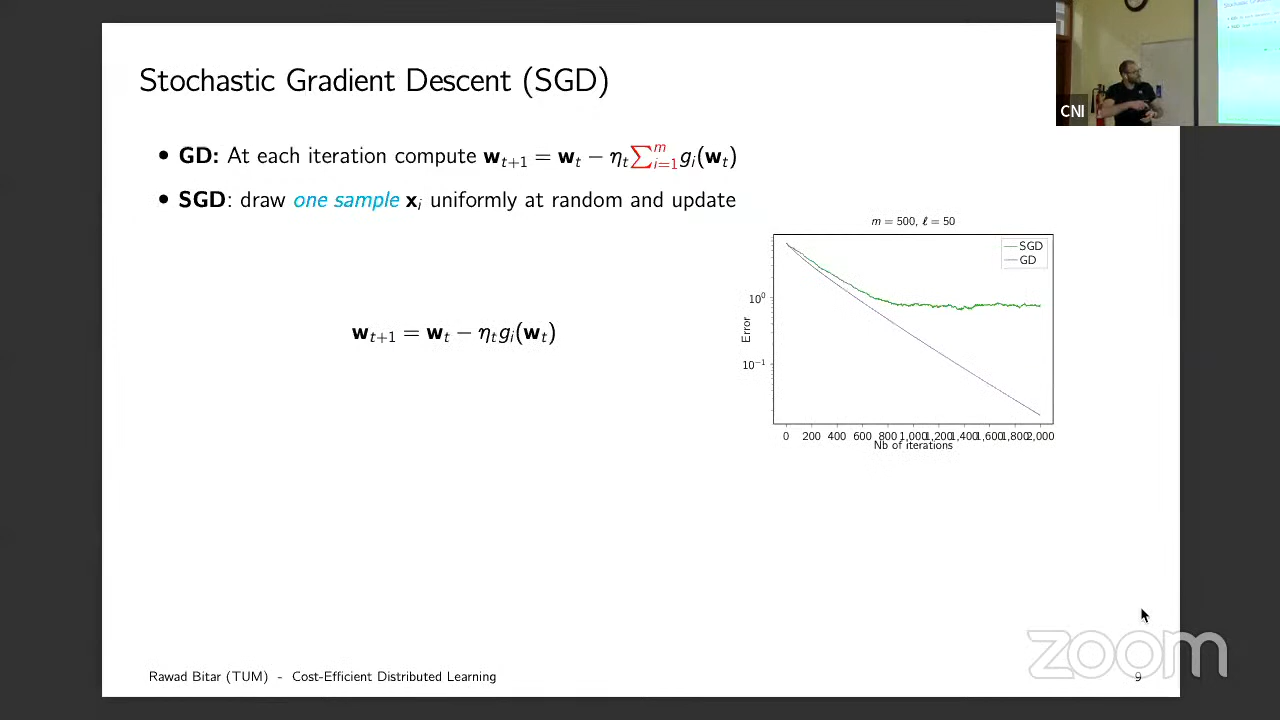 Stochastic Gradient Descent (SGD)
CNI
• GD: At each iteration compute w_{t+1} = w_t − η_t ∑_{i=1}^{m} g_i(w_t)
• SGD: draw one sample x_i uniformly at random and update
m = 500, ℓ = 50
SGD
GD
10^0
Error
w_{t+1} = w_t − η_t g_i(w_t)
10^{−1}
0 200 400 600 800 1,000 1,200 1,400 1,600 1,800 2,000
Nb of iterations
zoom
Rawad Bitar (TUM) - Cost-Efficient Distributed Learning
9